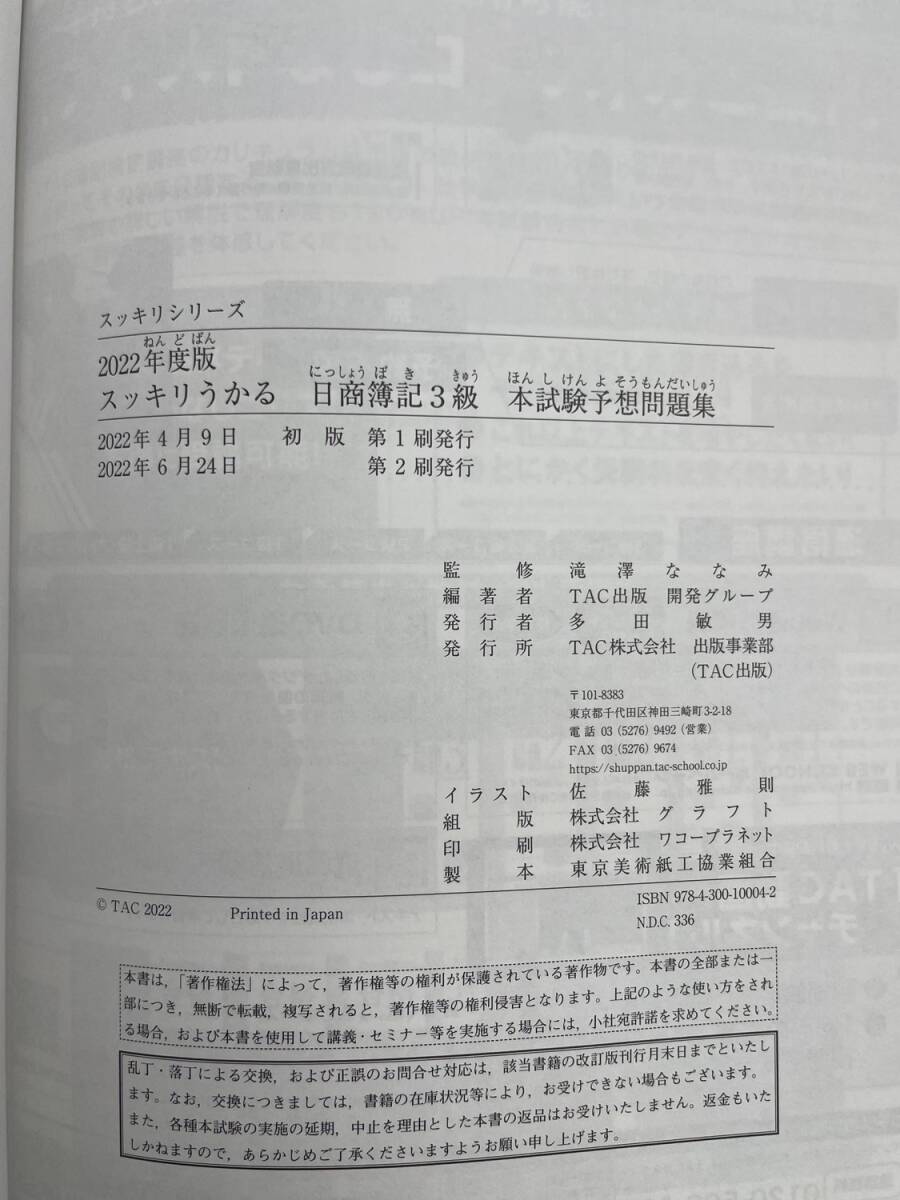 スッキリシリーズ
ねん ど ばん
2022年度版
にっしょう ぼ き きゅう ほん し けん よ そうもんだいしゅう
スッキリうかる 日商簿記3級 本試験予想問題集
2022年4月9日 初版 第1刷発行
2022年6月24日 第2刷発行
監修 滝澤ななみ
編著者 TAC出版 開発グループ
発行者 多田敏男
発行所 TAC株式会社 出版事業部
(TAC出版)
〒101-8383
東京都千代田区神田三崎町3-2-18
電話 03 (5276) 9492 (営業)
FAX 03 (5276) 9674
https://shuppan.tac-school.co.jp
イラスト 佐藤雅則
組版 株式会社 グラフト
印刷 株式会社 ワコープラネット
製本 東京美術紙工協業組合
© TAC 2022 Printed in Japan ISBN 978-4-300-10004-2
N.D.C. 336
本書は,「著作権法」によって, 著作権等の権利が保護されている著作物です。本書の全部または一
部につき, 無断で転載, 複写されると, 著作権等の権利侵害となります。上記のような使い方をされ
る場合, および本書を使用して講義・セミナー等を実施する場合には, 小社宛許諾を求めてください。
乱丁・落丁による交換, および正誤のお問合せ対応は, 該当書籍の改訂版刊行月末日までといたし
ます。なお, 交換につきましては, 書籍の在庫状況等により, お受けできない場合もございます。
また, 各種本試験の実施の延期, 中止を理由とした本書の返品はお受けいたしません。返金もいた
しかねますので, あらかじめご了承くださいますようお願い申し上げます。